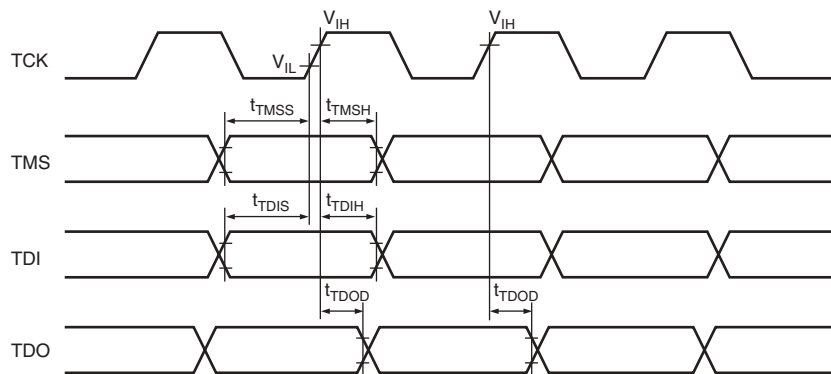 V_IH
V_IH
TCK
V_IL
t_TMSS
t_TMSH
TMS
t_TDIS
t_TDIH
TDI
t_TDOD
t_TDOD
TDO